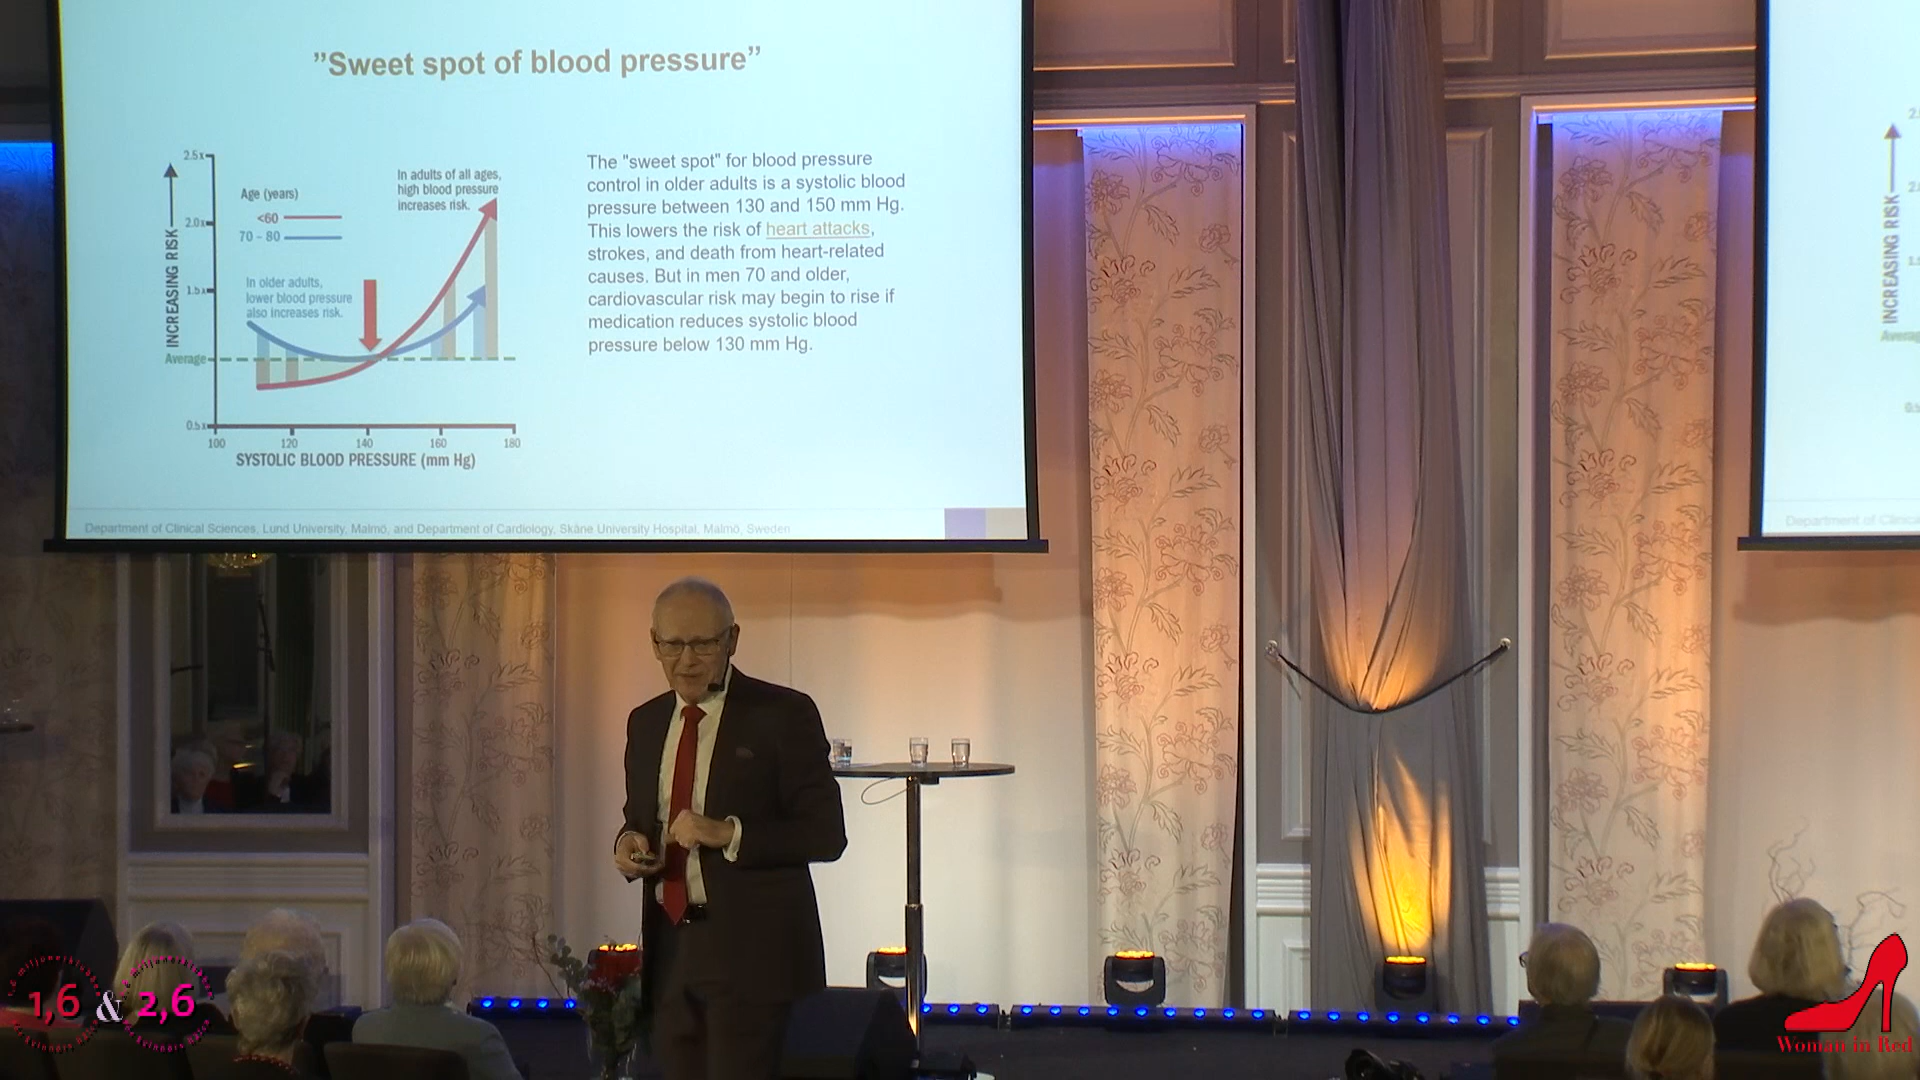 ”Sweet spot of blood pressure”
2.5x
2.0x
1.5x
Average
0.5x
INCREASING RISK
Age (years)
<60
70 - 80
In adults of all ages,
high blood pressure
increases risk.
In older adults,
lower blood pressure
also increases risk.
100 120 140 160 180
SYSTOLIC BLOOD PRESSURE (mm Hg)
The "sweet spot" for blood pressure
control in older adults is a systolic blood
pressure between 130 and 150 mm Hg.
This lowers the risk of heart attacks,
strokes, and death from heart-related
causes. But in men 70 and older,
cardiovascular risk may begin to rise if
medication reduces systolic blood
pressure below 130 mm Hg.
Department of Clinical Sciences, Lund University, Malmö, and Department of Cardiology, Skåne University Hospital, Malmö, Sweden
INCREASING RISK
Department of
1,6 & 2,6
Woman in Red